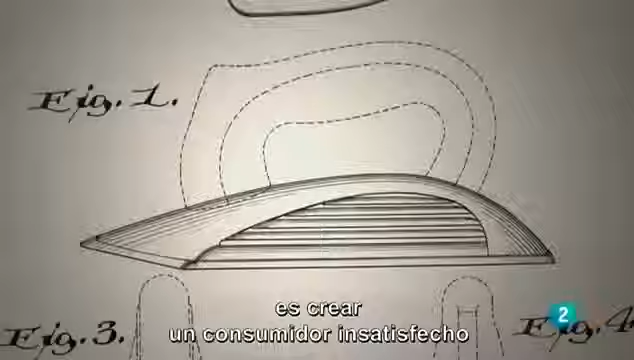 Fig. 1.
es crear
un consumidor insatisfecho
Fig. 3.
Fig. 4
2